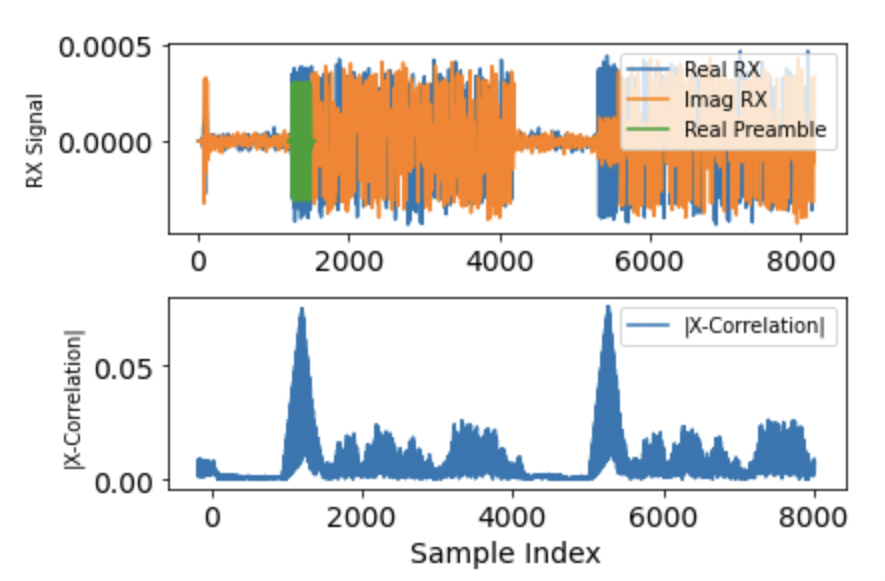 0.0005
0.0000
RX Signal
Real RX
Imag RX
Real Preamble
0 2000 4000 6000 8000
0.05
0.00
|X-Correlation|
|X-Correlation|
0 2000 4000 6000 8000
Sample Index